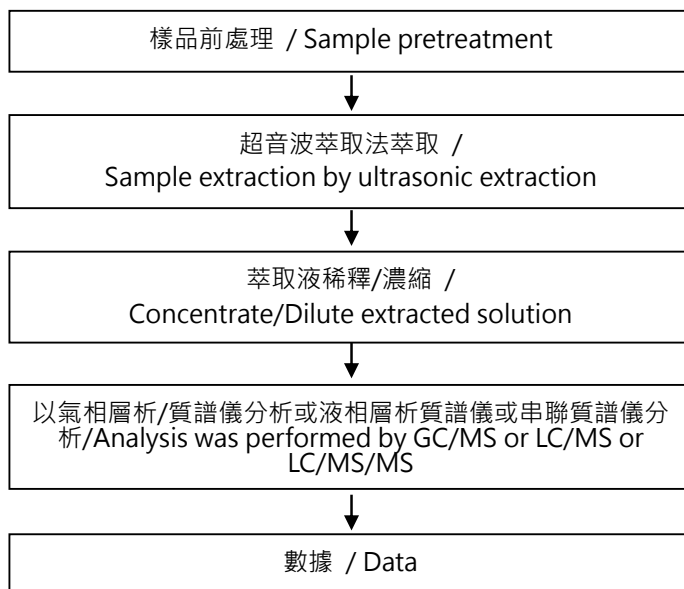 樣品前處理 / Sample pretreatment
超音波萃取法萃取 /
Sample extraction by ultrasonic extraction
萃取液稀釋/濃縮 /
Concentrate/Dilute extracted solution
以氣相層析/質譜儀分析或液相層析質譜儀或串聯質譜儀分
析/Analysis was performed by GC/MS or LC/MS or
LC/MS/MS
數據 / Data